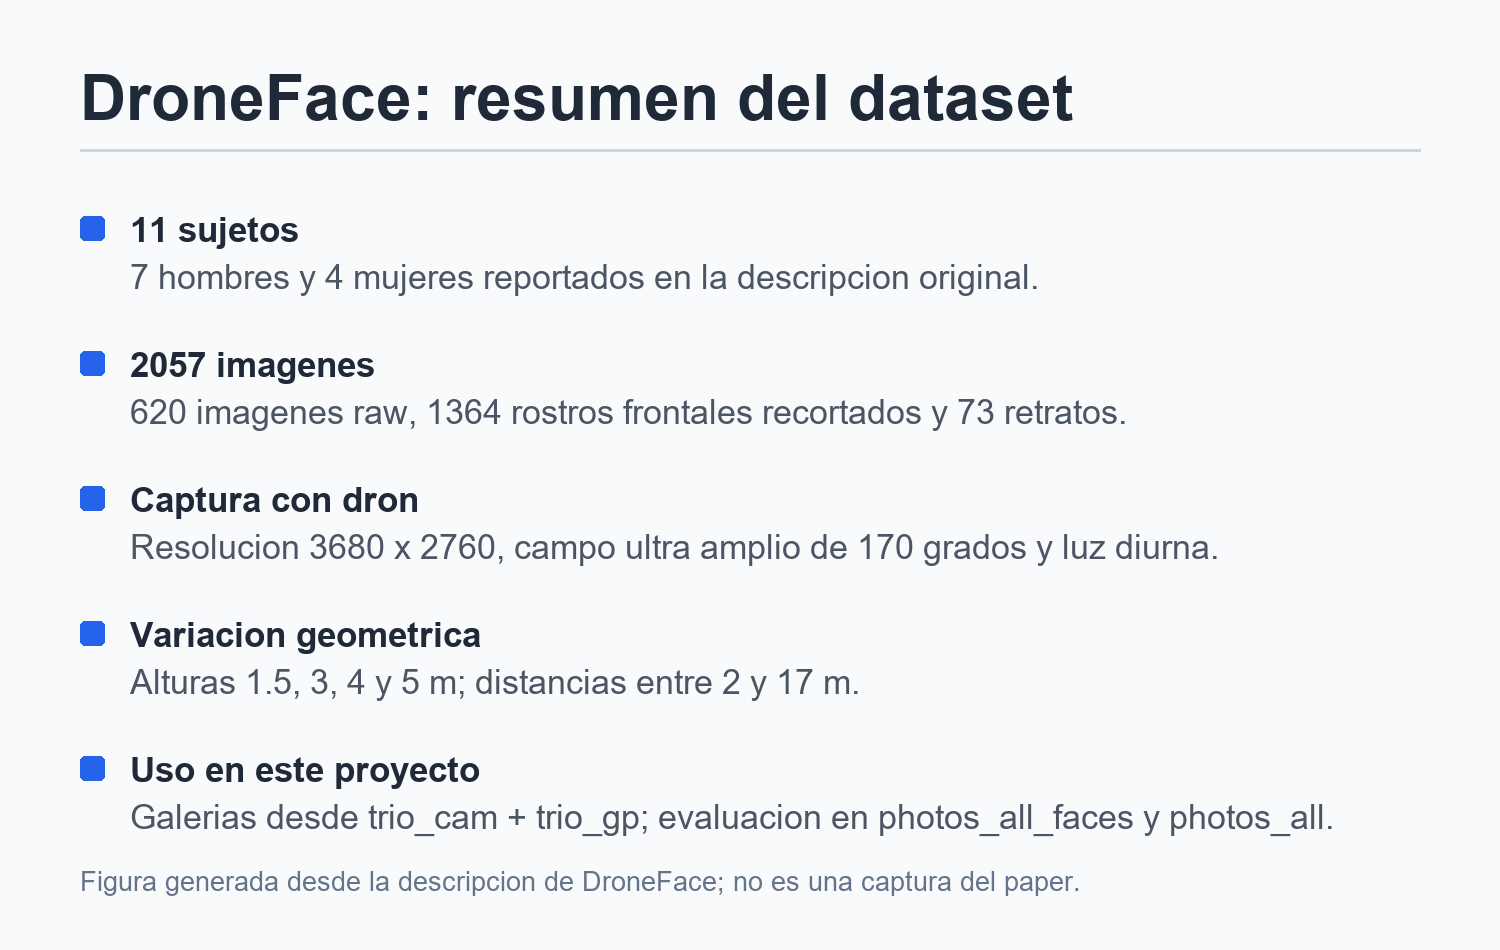 DroneFace: resumen del dataset
11 sujetos
7 hombres y 4 mujeres reportados en la descripcion original.
2057 imagenes
620 imagenes raw, 1364 rostros frontales recortados y 73 retratos.
Captura con dron
Resolucion 3680 x 2760, campo ultra amplio de 170 grados y luz diurna.
Variacion geometrica
Alturas 1.5, 3, 4 y 5 m; distancias entre 2 y 17 m.
Uso en este proyecto
Galerias desde trio_cam + trio_gp; evaluacion en photos_all_faces y photos_all.
Figura generada desde la descripcion de DroneFace; no es una captura del paper.